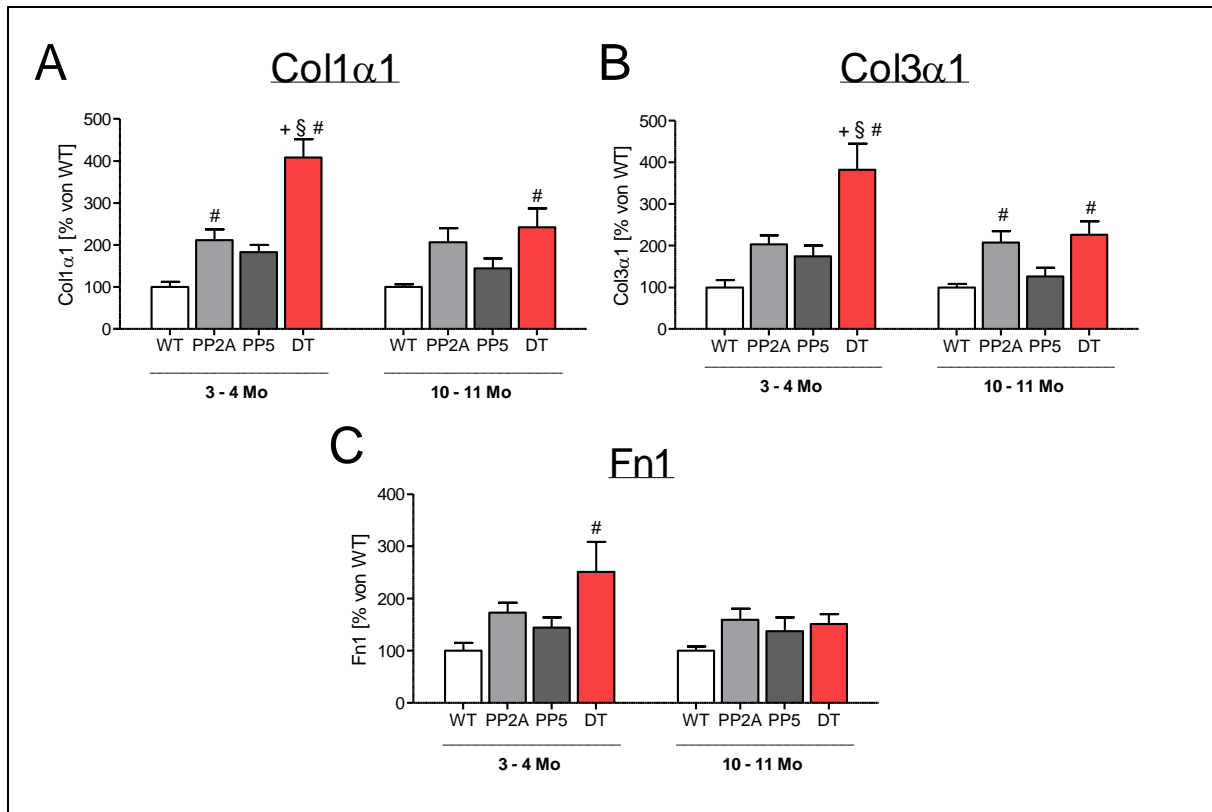 A
Col1α1
Col1α1 [% von WT]
500
400
300
200
100
0
#
+ § #
#
WT PP2A PP5 DT WT PP2A PP5 DT
3 - 4 Mo 10 - 11 Mo
B
Col3α1
Col3α1 [% von WT]
500
400
300
200
100
0
+ § #
#
#
WT PP2A PP5 DT WT PP2A PP5 DT
3 - 4 Mo 10 - 11 Mo
C
Fn1
Fn1 [% von WT]
400
300
200
100
0
#
WT PP2A PP5 DT WT PP2A PP5 DT
3 - 4 Mo 10 - 11 Mo